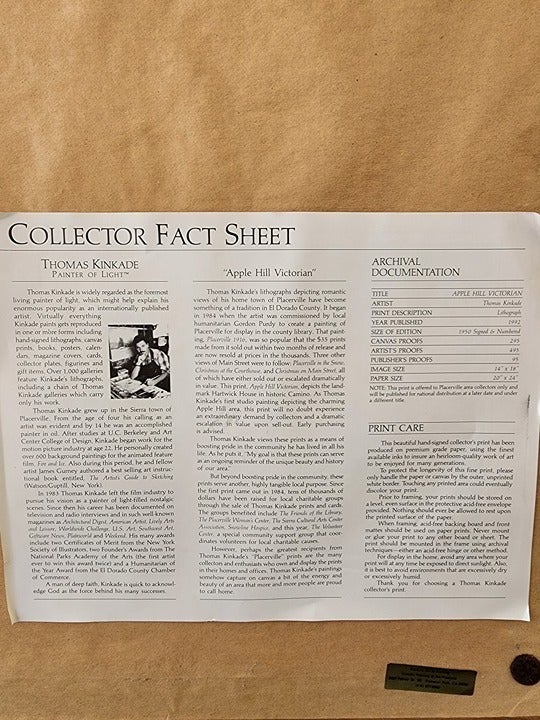 COLLECTOR FACT SHEET
THOMAS KINKADE
PAINTER OF LIGHT™
Thomas Kinkade is widely regarded as the foremost
living painter of light, which might help explain his
enormous popularity as an internationally published
artist. Virtually everything
Kinkade paints gets reproduced
in one or more forms including
hand-signed lithographs, canvas
prints, books, posters, calen-
dars, magazine covers, cards,
collector plates, figurines and
gift items. Over 1,000 galleries
feature Kinkade's lithographs,
including a chain of Thomas
Kinkade galleries which carry
only his work.
Thomas Kinkade grew up in the Sierra town of
Placerville. From the age of four his calling as an
artist was evident and by 14 he was an accomplished
painter in oil. After studies at U.C. Berkeley and Art
Center College of Design, Kinkade began work for the
motion picture industry at age 22. He personally created
over 600 background paintings for the animated feature
film, Fire and Ice. Also during this period, he and fellow
artist James Gurney authored a best selling art instruc-
tional book entitled, The Artist's Guide to Sketching
(Watson/Guptill, New York).
In 1983 Thomas Kinkade left the film industry to
pursue his vision as a painter of light-filled nostalgic
scenes. Since then his career has been documented on
television and radio interviews and in such well-known
magazines as Architectural Digest, American Artist, Lively Arts
and Leisure, Worldwide Challenge, U.S. Art, Southwest Art,
Giftware News, Plateworld and Weekend. His many awards
include two Certificates of Merit from the New York
Society of Illustrators, two Founder's Awards from The
National Parks Academy of the Arts (the first artist
ever to win this award twice) and a Humanitarian of
the Year Award from the El Dorado County Chamber
of Commerce.
A man of deep faith, Kinkade is quick to acknowl-
edge God as the force behind his many successes.
"Apple Hill Victorian"
Thomas Kinkade's lithographs depicting romantic
views of his home town of Placerville have become
something of a tradition in El Dorado County. It began
in 1984 when the artist was commissioned by local
humanitarian Gordon Purdy to create a painting of
Placerville for display in the county library. That paint-
ing, Placerville, 1916, was so popular that the $35 prints
made from it sold out within two months of release and
are now resold at prices in the thousands. Three other
views of Main Street were to follow: Placerville in the Snow,
Christmas at the Courthouse, and Christmas on Main Street, all
of which have either sold out or escalated dramatically
in value. This print, Apple Hill Victorian, depicts the land-
mark Hartwick House in historic Camino. As Thomas
Kinkade's first studio painting depicting the charming
Apple Hill area, this print will no doubt experience
an extraordinary demand by collectors and a dramatic
escalation in value upon sell-out. Early purchasing
is advised.
Thomas Kinkade views these prints as a means of
boosting pride in the community he has lived in all his
life. As he puts it, "My goal is that these prints can serve
as an ongoing reminder of the unique beauty and history
of our area."
But beyond boosting pride in the community, these
prints serve another, highly tangible local purpose. Since
the first print came out in 1984, tens of thousands of
dollars have been raised for local charitable groups
through the sale of Thomas Kinkade prints and cards.
The groups benefited include The Friends of the Library,
The Placerville Women's Center, The Sierra Cultural Arts Center
Association, Snowline Hospice, and this year, The Volunteer
Center, a special community support group that coor-
dinates volunteers for local charitable causes.
However, perhaps the greatest recipients from
Thomas Kinkade's "Placerville" prints are the many
collectors and enthusiasts who own and display the prints
in their homes and offices. Thomas Kinkade's paintings
somehow capture on canvas a bit of the energy and
beauty of an area that more and more people are proud
to call home.
ARCHIVAL
DOCUMENTATION
TITLE APPLE HILL VICTORIAN
ARTIST Thomas Kinkade
PRINT DESCRIPTION Lithograph
YEAR PUBLISHED 1992
SIZE OF EDITION 1950 Signed & Numbered
CANVAS PROOFS 295
ARTIST'S PROOFS 495
PUBLISHER'S PROOFS 95
IMAGE SIZE 14" x 18"
PAPER SIZE 20" x 24"
NOTE: This print is offered to Placerville area collectors only and
will be published for national distribution at a later date and under
a different title.
PRINT CARE
This beautiful hand-signed collector's print has been
produced on premium grade paper, using the finest
available inks to insure an heirloom-quality work of art
to be enjoyed for many generations.
To protect the longevity of this fine print, please
only handle the paper or canvas by the outer, unprinted
white border. Touching any printed area could eventually
discolor your print.
Prior to framing, your prints should be stored on
a level, even surface in the protective acid-free envelope
provided. Nothing should ever be allowed to rest upon
the printed surface of the paper.
When framing, acid-free backing board and front
mattes should be used on paper prints. Never mount
or glue your print to any other board or sheet. The
print should be mounted in the frame using archival
techniques—either an acid-free hinge or other method.
For display in the home, avoid any area where your
print will at any time be exposed to direct sunlight. Also,
it is best to avoid environments that are excessively dry
or excessively humid.
Thank you for choosing a Thomas Kinkade
collector's print.